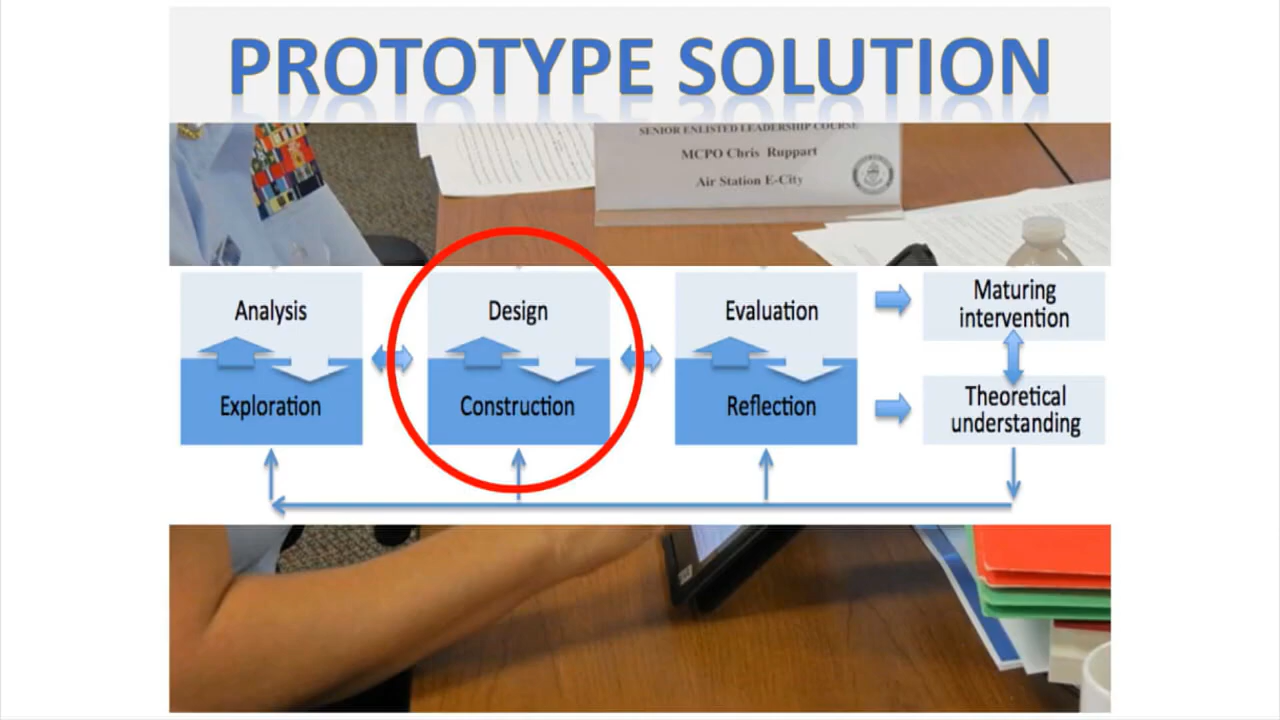 PROTOTYPE SOLUTION
SENIOR ENLISTED LEADERSHIP COURSE
MCPO Chris Ruppart
Air Station E-City
Analysis
Exploration
Design
Construction
Evaluation
Reflection
Maturing
intervention
Theoretical
understanding